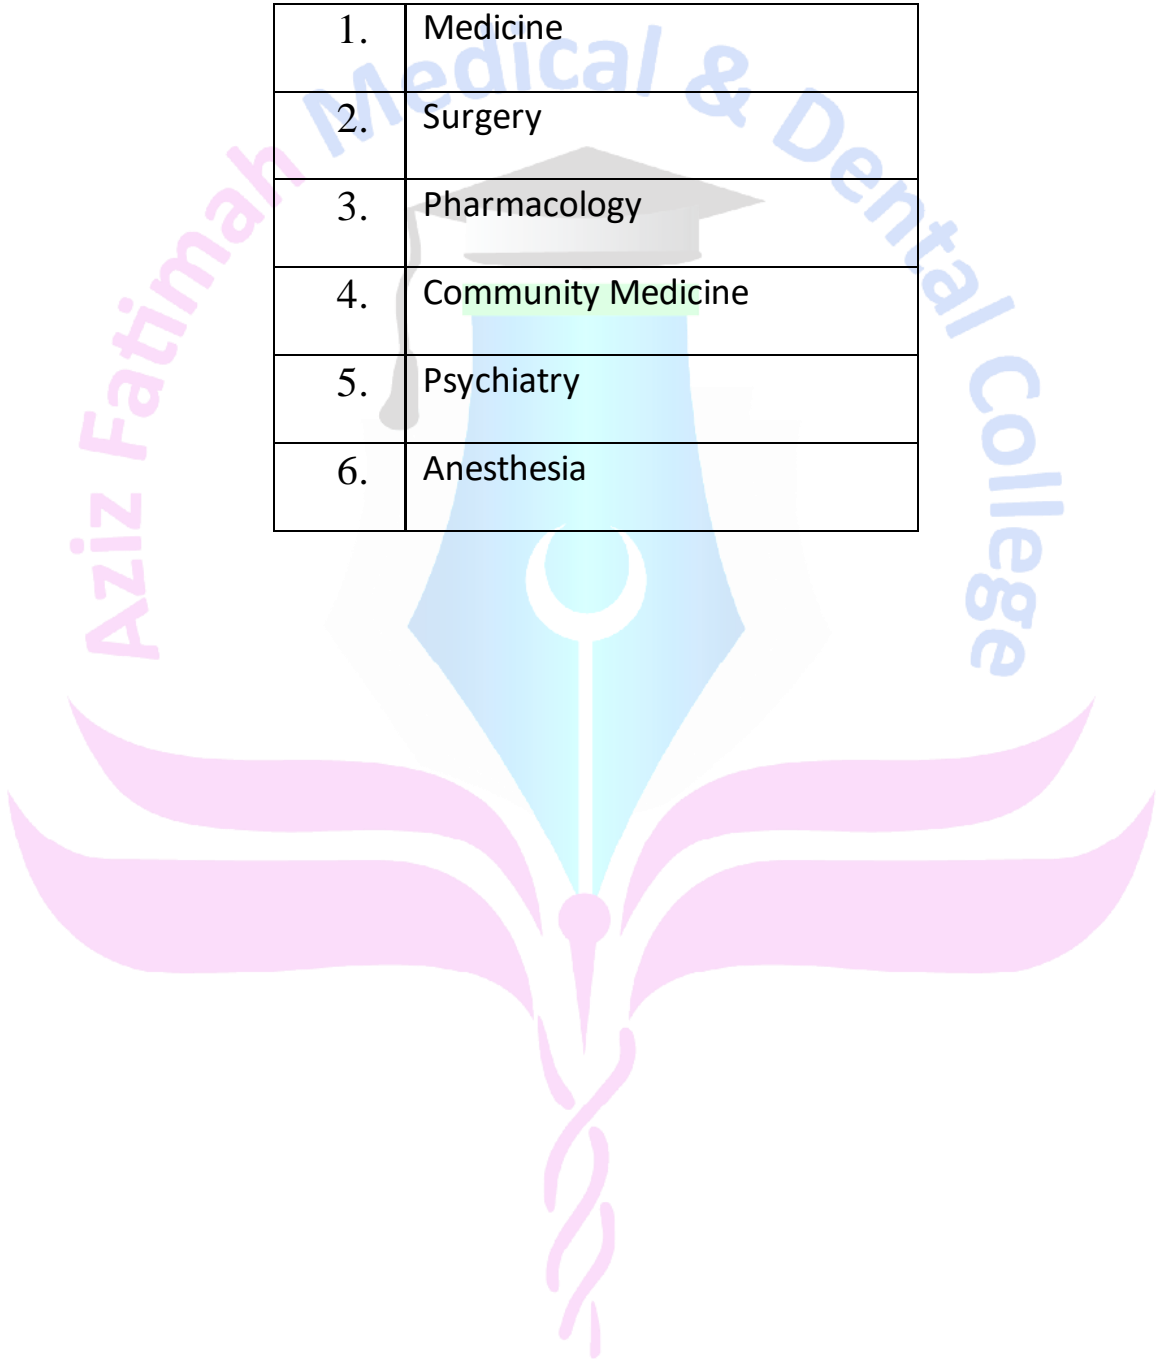 1. Medicine
2. Surgery
3. Pharmacology
4. Community Medicine
5. Psychiatry
6. Anesthesia
Aziz Fatimah Medical & Dental College